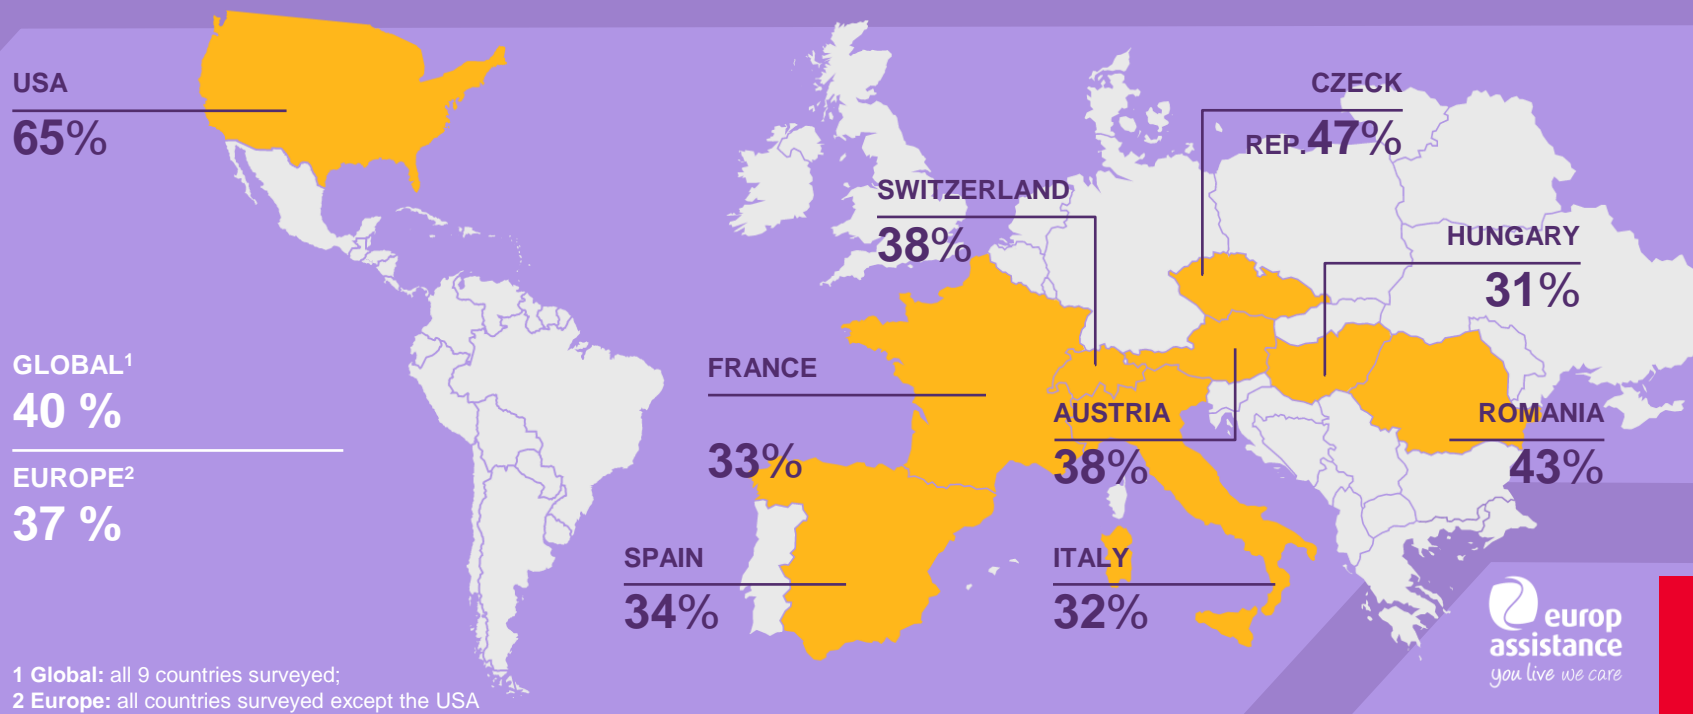 USA
65%
CZECK
REP.47%
SWITZERLAND
38%
HUNGARY
31%
GLOBAL1
40 %
EUROPE2
37 %
FRANCE
33%
AUSTRIA
38%
ROMANIA
43%
SPAIN
34%
ITALY
32%
1 Global: all 9 countries surveyed;
2 Europe: all countries surveyed except the USA
europ
assistance
you live we care